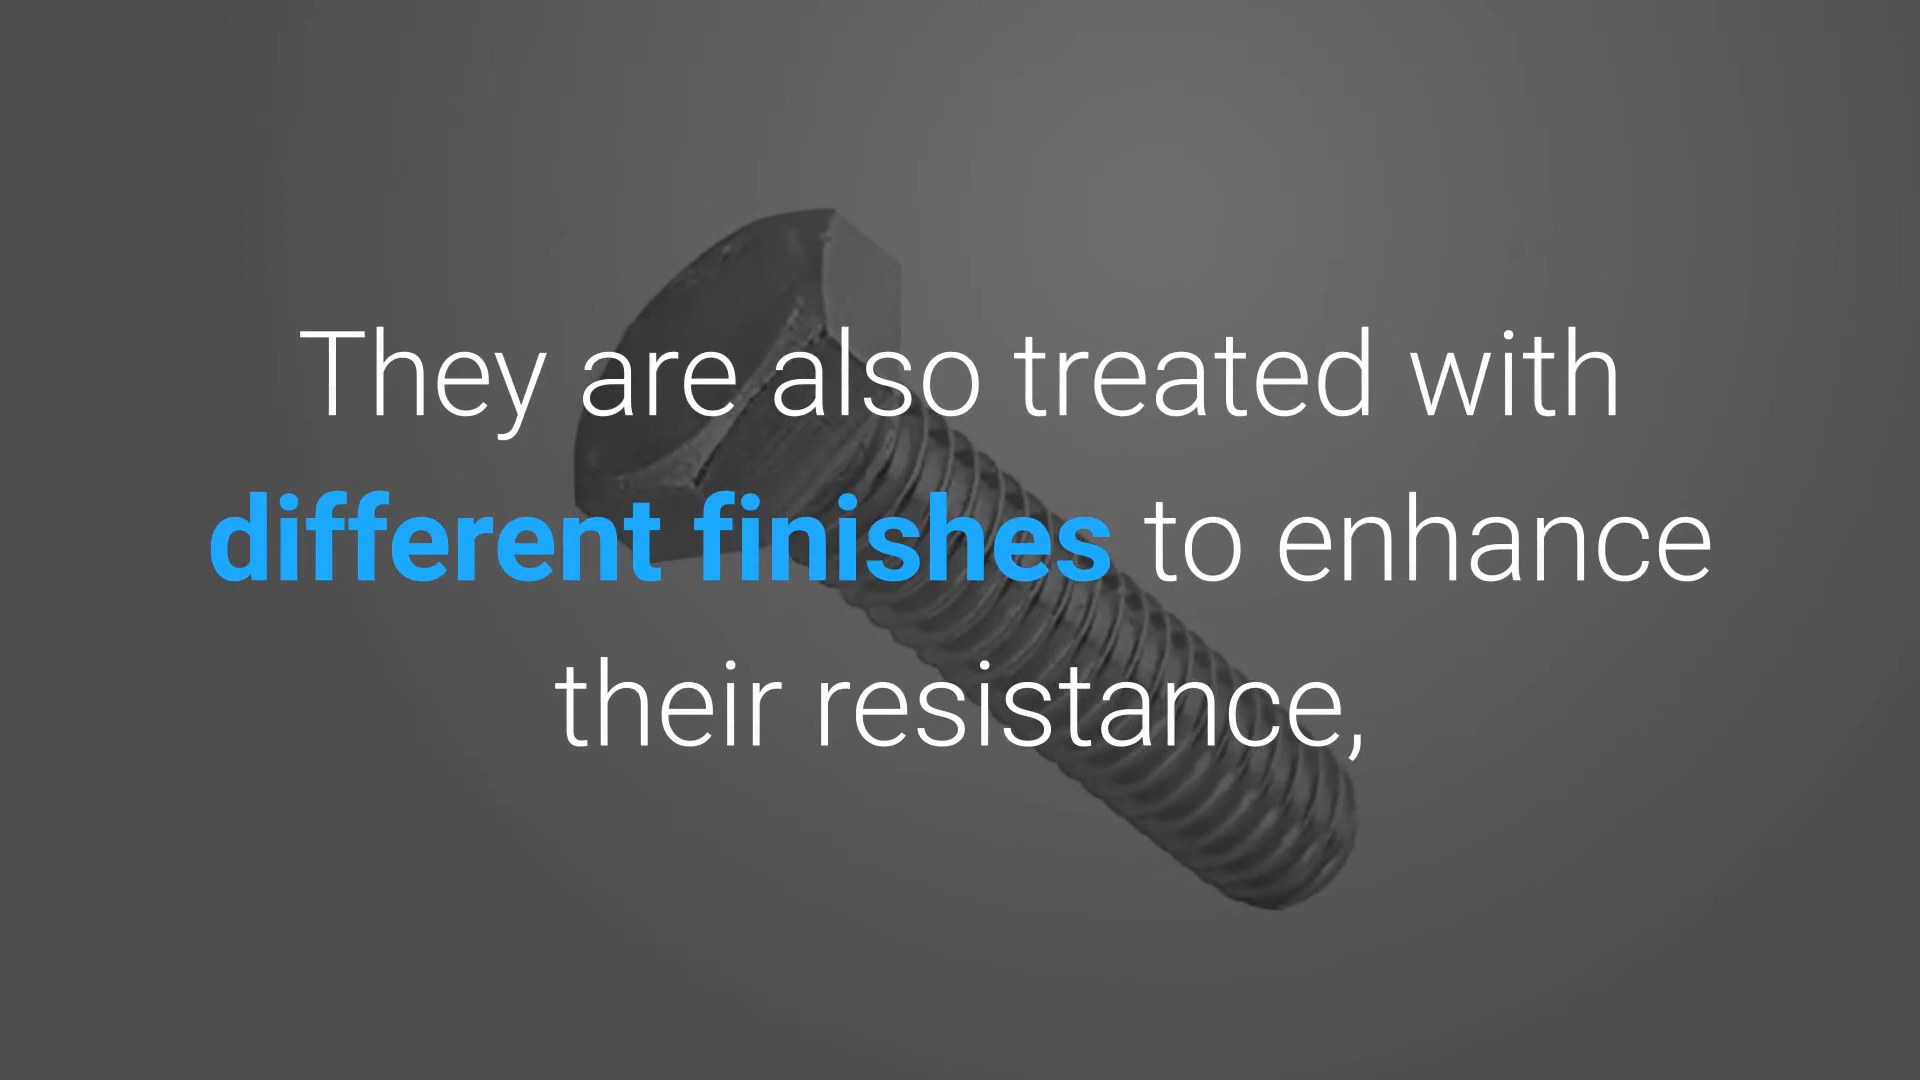 They are also treated with
different finishes to enhance
their resistance,